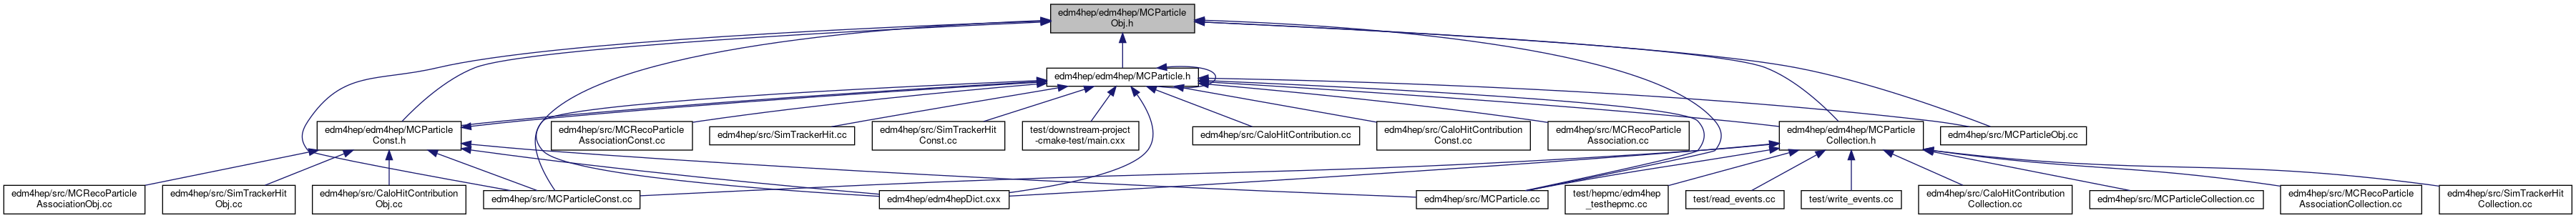 edm4hep/edm4hep/MCParticle
Obj.h
edm4hep/edm4hep/MCParticle.h
edm4hep/edm4hep/MCParticle
Const.h
edm4hep/src/MCRecoParticle
AssociationConst.cc
edm4hep/src/SimTrackerHit.cc
edm4hep/src/SimTrackerHit
Const.cc
test/downstream-project
-cmake-test/main.cxx
edm4hep/src/CaloHitContribution.cc
edm4hep/src/CaloHitContribution
Const.cc
edm4hep/src/MCRecoParticle
Association.cc
edm4hep/edm4hep/MCParticle
Collection.h
edm4hep/src/MCParticleObj.cc
edm4hep/src/MCRecoParticle
AssociationObj.cc
edm4hep/src/SimTrackerHit
Obj.cc
edm4hep/src/CaloHitContribution
Obj.cc
edm4hep/src/MCParticleConst.cc
edm4hep/edm4hepDict.cxx
edm4hep/src/MCParticle.cc
test/hepmc/edm4hep
_testhepmc.cc
test/read_events.cc
test/write_events.cc
edm4hep/src/CaloHitContribution
Collection.cc
edm4hep/src/MCParticleCollection.cc
edm4hep/src/MCRecoParticle
AssociationCollection.cc
edm4hep/src/SimTrackerHit
Collection.cc